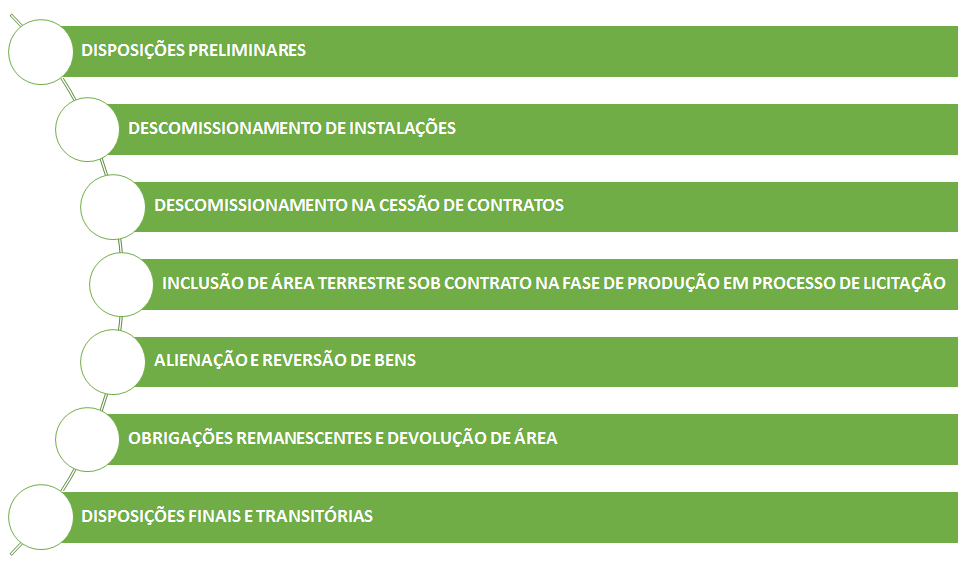 DISPOSIÇÕES PRELIMINARES
DESCOMISSIONAMENTO DE INSTALAÇÕES
DESCOMISSIONAMENTO NA CESSÃO DE CONTRATOS
INCLUSÃO DE ÁREA TERRESTRE SOB CONTRATO NA FASE DE PRODUÇÃO EM PROCESSO DE LICITAÇÃO
ALIENAÇÃO E REVERSÃO DE BENS
OBRIGAÇÕES REMANESCENTES E DEVOLUÇÃO DE ÁREA
DISPOSIÇÕES FINAIS E TRANSITÓRIAS